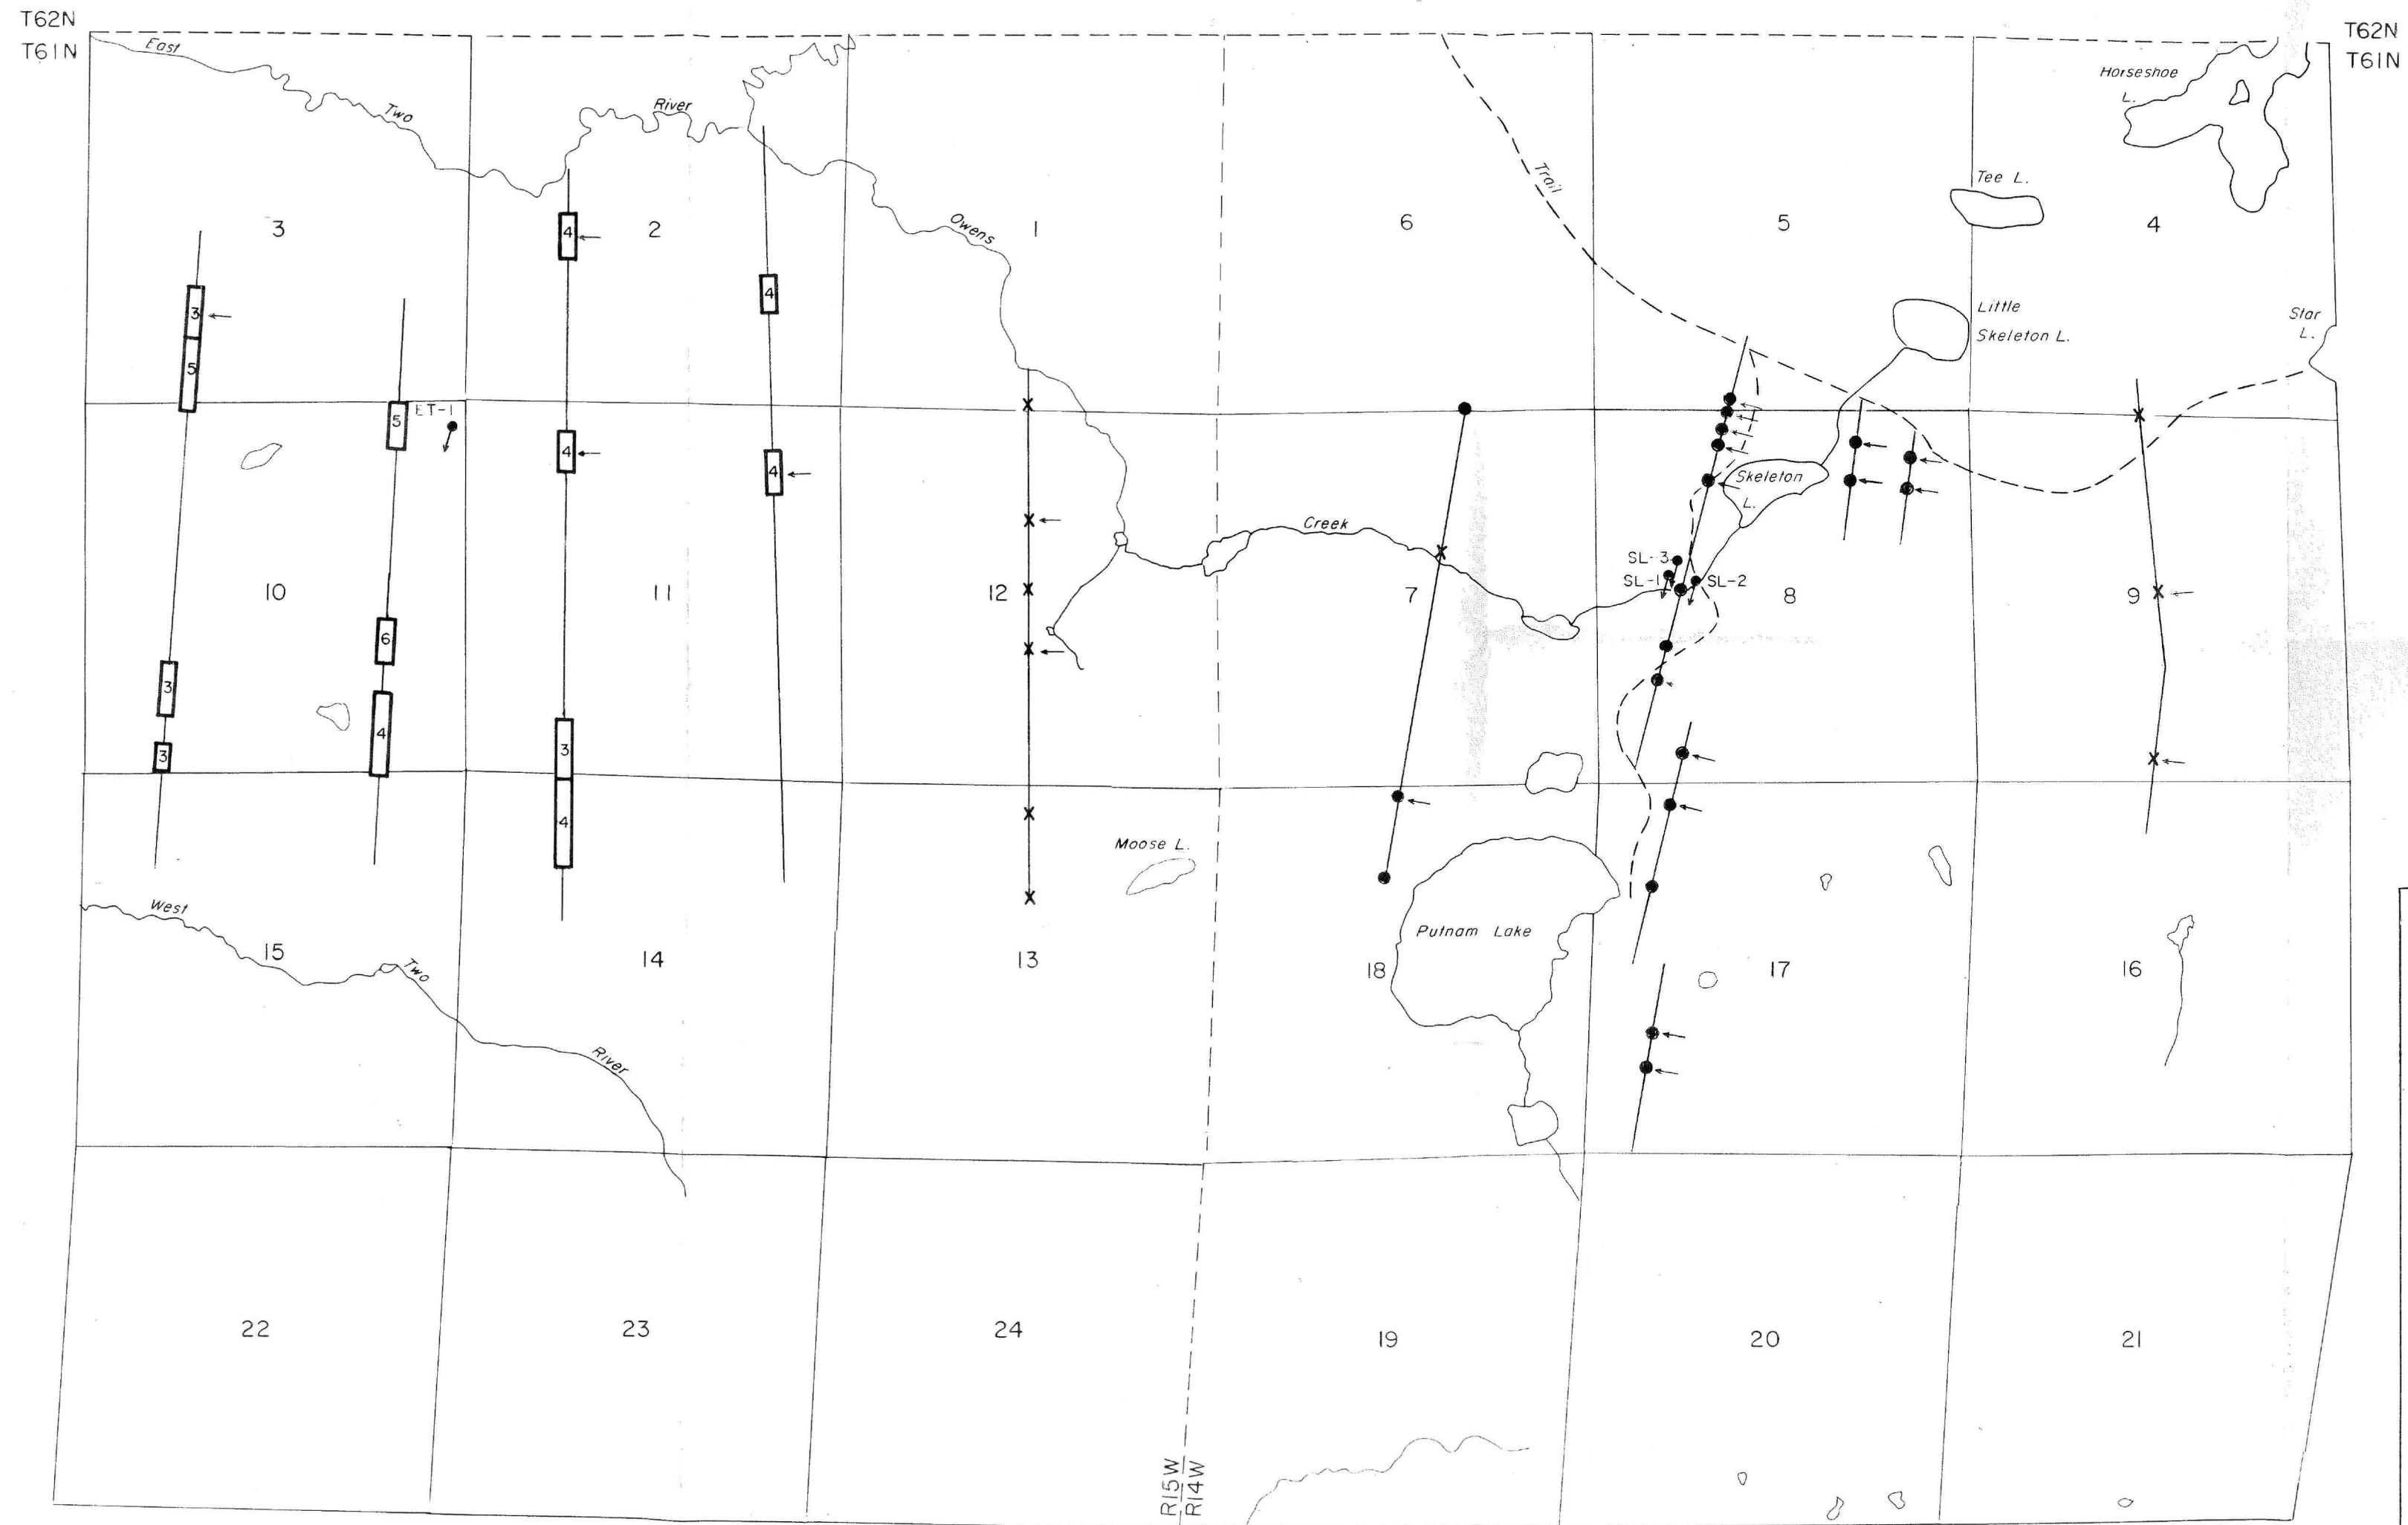 T62N
T62N
T61N
T61N
East
Two
River
Horseshoe
L.
Trail
Tee L.
3
2
1
6
5
4
Owens
4
4
3
5
Little
Skeleton L.
Star
L.
5
ET-1
4
4
Skeleton
L.
Creek
SL-3
SL-1
SL-2
10
11
12
7
8
9
6
3
4
3
3
4
Moose L.
West
Two
River
Putnam Lake
15
14
13
18
17
16
22
23
24
19
20
21
R15W
R14W